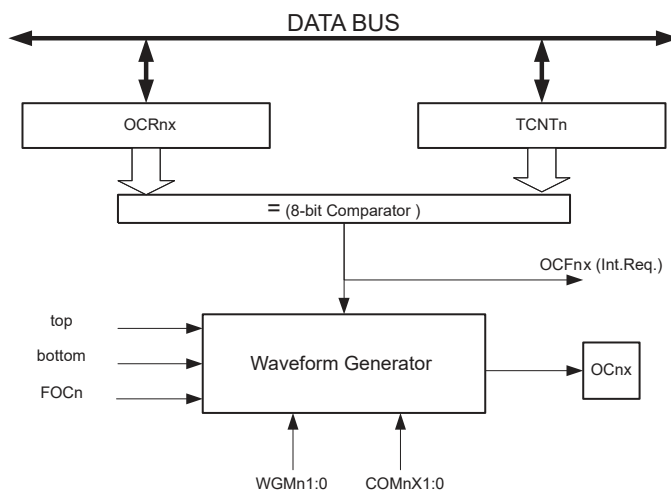 DATA BUS
OCRnx
TCNTn
= (8-bit Comparator )
OCFnx (Int.Req.)
top
bottom
FOCn
Waveform Generator
OCnx
WGMn1:0
COMnX1:0